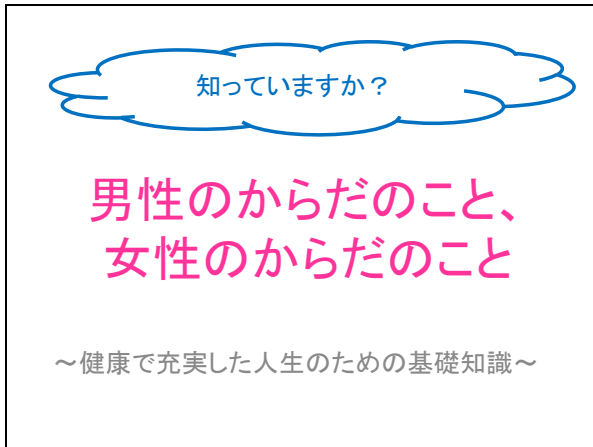 知っていますか？
男性のからだのこと、
女性のからだのこと
～健康で充実した人生のための基礎知識～